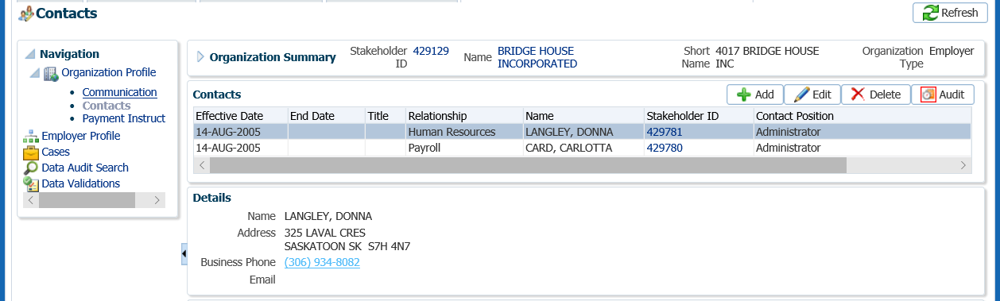 Contacts
Refresh
Navigation
Organization Profile
Communication
Contacts
Payment Instruct
Employer Profile
Cases
Data Audit Search
Data Validations
Organization Summary Stakeholder ID 429129 Name BRIDGE HOUSE INCORPORATED Short Name 4017 BRIDGE HOUSE INC Organization Type Employer
Contacts Add Edit Delete Audit
Effective Date End Date Title Relationship Name Stakeholder ID Contact Position
14-AUG-2005 Human Resources LANGLEY, DONNA 429781 Administrator
14-AUG-2005 Payroll CARD, CARLOTTA 429780 Administrator
Details
Name LANGLEY, DONNA
Address 325 LAVAL CRES
SASKATOON SK S7H 4N7
Business Phone (306) 934-8082
Email